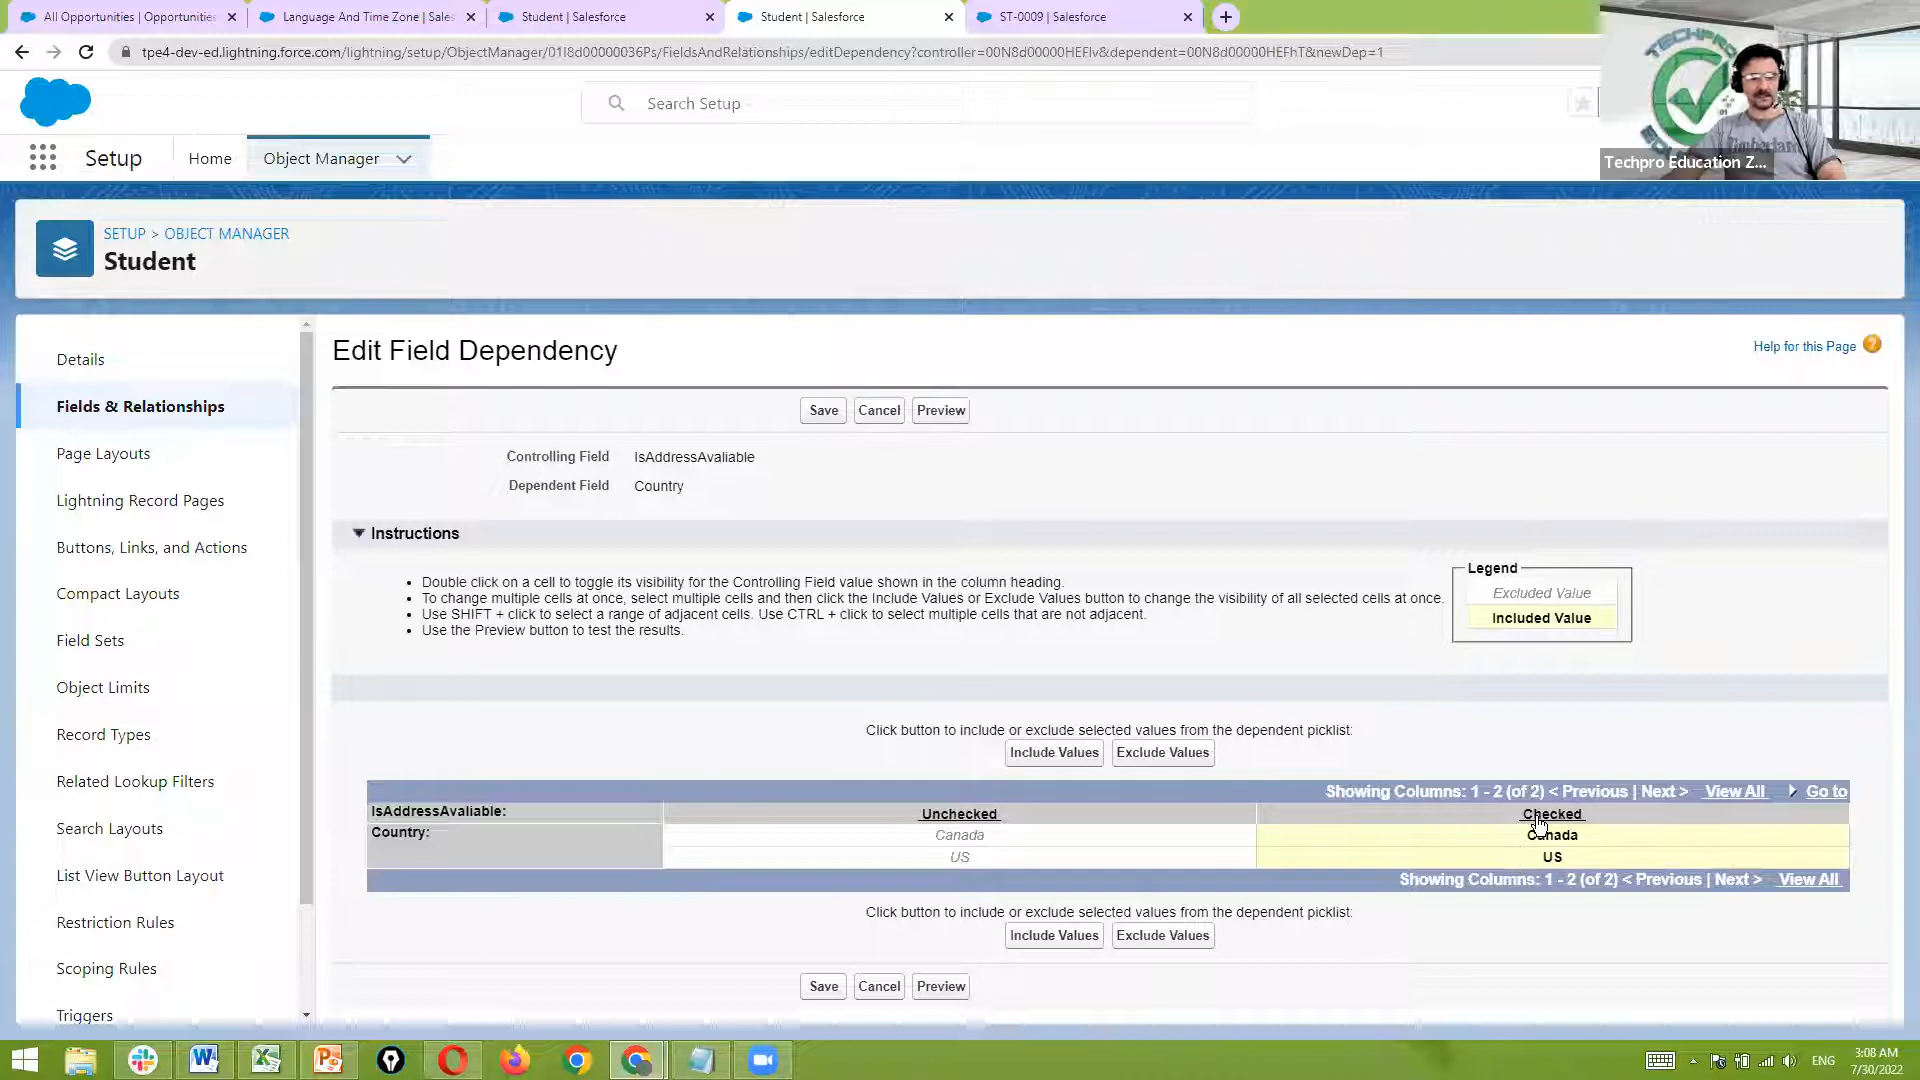 All Opportunities | Opportunities
Language And Time Zone | Sales
Student | Salesforce
Student | Salesforce
ST-0009 | Salesforce
tpe4-dev-ed.lightning.force.com/lightning/setup/ObjectManager/01I8d00000036Ps/FieldsAndRelationships/editDependency?controller=00N8d00000HEFlv&dependent=00N8d00000HEFhT&newDep=1
Search Setup
Setup
Home
Object Manager
TECHPRO
Timberland
Techpro Education Z...
SETUP > OBJECT MANAGER
Student
Details
Fields & Relationships
Page Layouts
Lightning Record Pages
Buttons, Links, and Actions
Compact Layouts
Field Sets
Object Limits
Record Types
Related Lookup Filters
Search Layouts
List View Button Layout
Restriction Rules
Scoping Rules
Triggers
Edit Field Dependency
Help for this Page
Save Cancel Preview
Controlling Field IsAddressAvaliable
Dependent Field Country
Instructions
Double click on a cell to toggle its visibility for the Controlling Field value shown in the column heading.
To change multiple cells at once, select multiple cells and then click the Include Values or Exclude Values button to change the visibility of all selected cells at once.
Use SHIFT + click to select a range of adjacent cells. Use CTRL + click to select multiple cells that are not adjacent.
Use the Preview button to test the results.
Legend
Excluded Value
Included Value
Click button to include or exclude selected values from the dependent picklist:
Include Values Exclude Values
Showing Columns: 1 - 2 (of 2) < Previous | Next > View All Go to
IsAddressAvaliable: Unchecked Checked
Country: Canada Canada
US US
Showing Columns: 1 - 2 (of 2) < Previous | Next > View All
Click button to include or exclude selected values from the dependent picklist:
Include Values Exclude Values
Save Cancel Preview
ENG
3:08 AM
7/30/2022